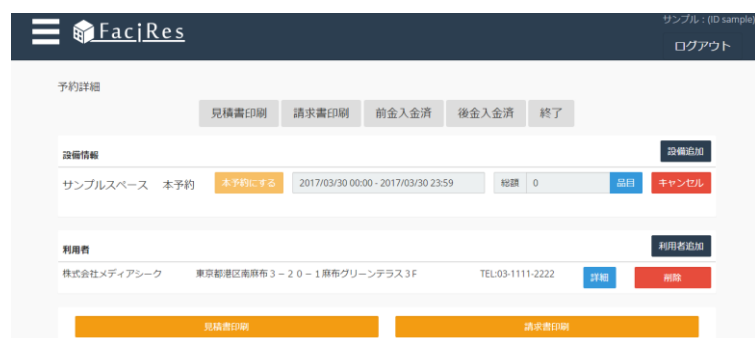 サンプル : (ID sample)
FacjRes
ログアウト
予約詳細
見積書印刷 請求書印刷 前金入金済 後金入金済 終了
設備情報 設備追加
サンプルスペース 本予約 本予約にする 2017/03/30 00:00 - 2017/03/30 23:59 総額 0 品目 キャンセル
利用者 利用者追加
株式会社メディアシーク 東京都港区南麻布３－２０－１麻布グリーンテラス３F TEL:03-1111-2222 詳細 削除
見積書印刷 請求書印刷